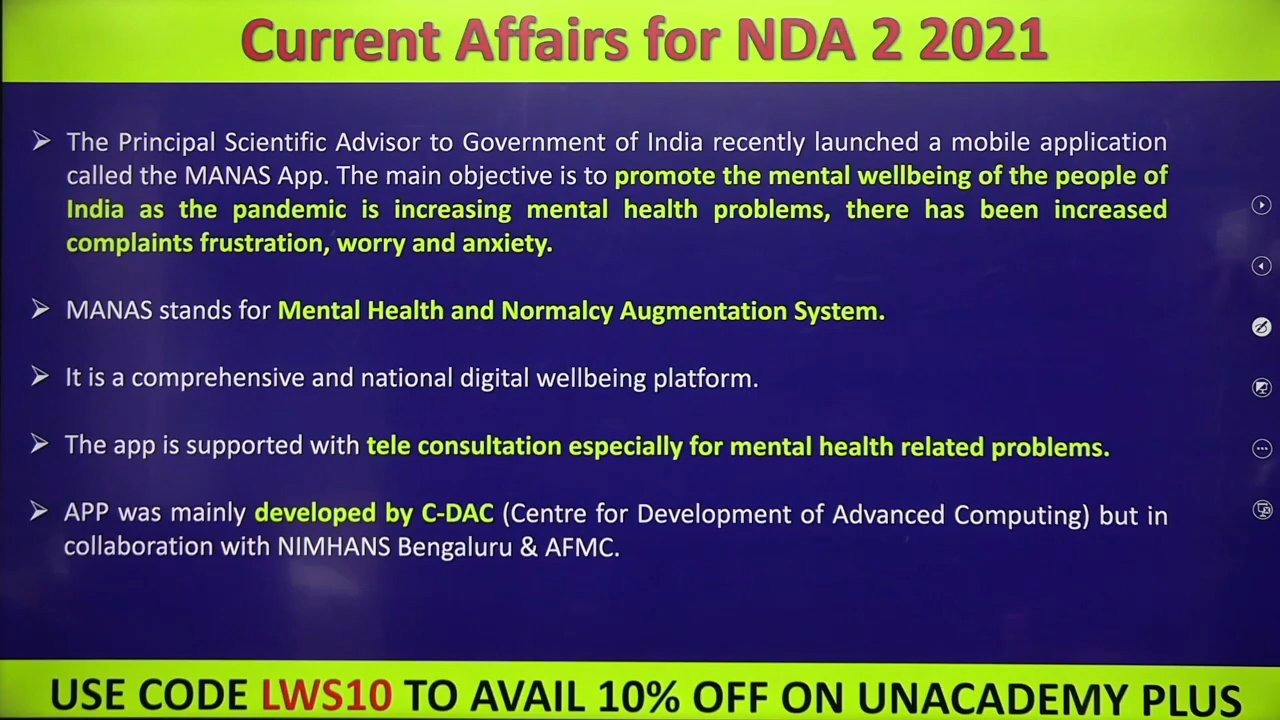 Current Affairs for NDA 2 2021
➢ The Principal Scientific Advisor to Government of India recently launched a mobile application
called the MANAS App. The main objective is to promote the mental wellbeing of the people of
India as the pandemic is increasing mental health problems, there has been increased
complaints frustration, worry and anxiety.
➢ MANAS stands for Mental Health and Normalcy Augmentation System.
➢ It is a comprehensive and national digital wellbeing platform.
➢ The app is supported with tele consultation especially for mental health related problems.
➢ APP was mainly developed by C-DAC (Centre for Development of Advanced Computing) but in
collaboration with NIMHANS Bengaluru & AFMC.
USE CODE LWS10 TO AVAIL 10% OFF ON UNACADEMY PLUS